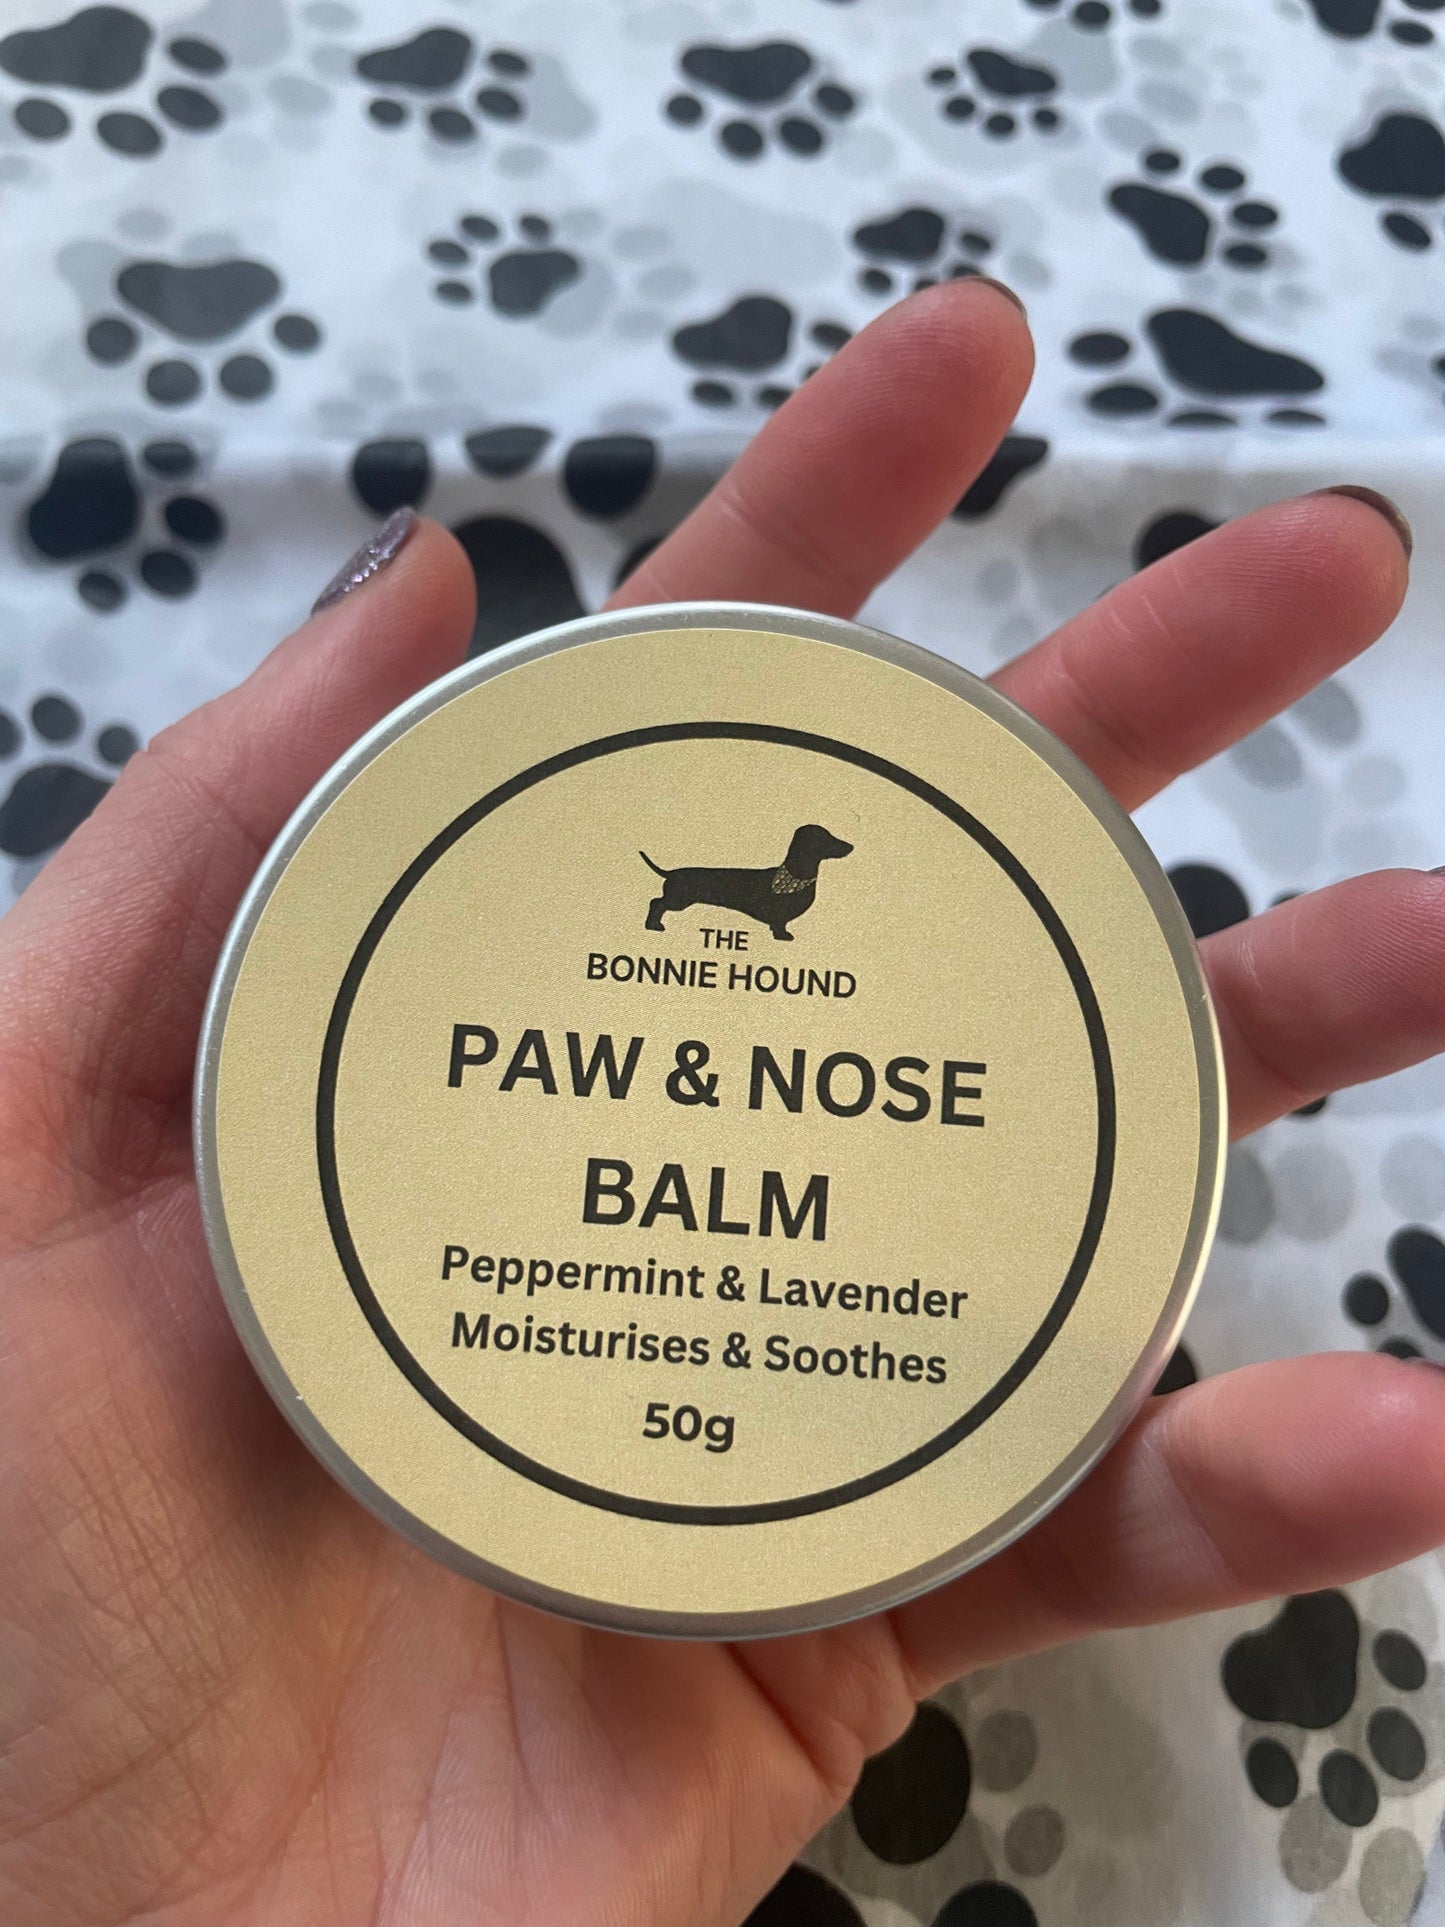 THE
BONNIE HOUND
PAW & NOSE
BALM
Peppermint & Lavender
Moisturises & Soothes
50g